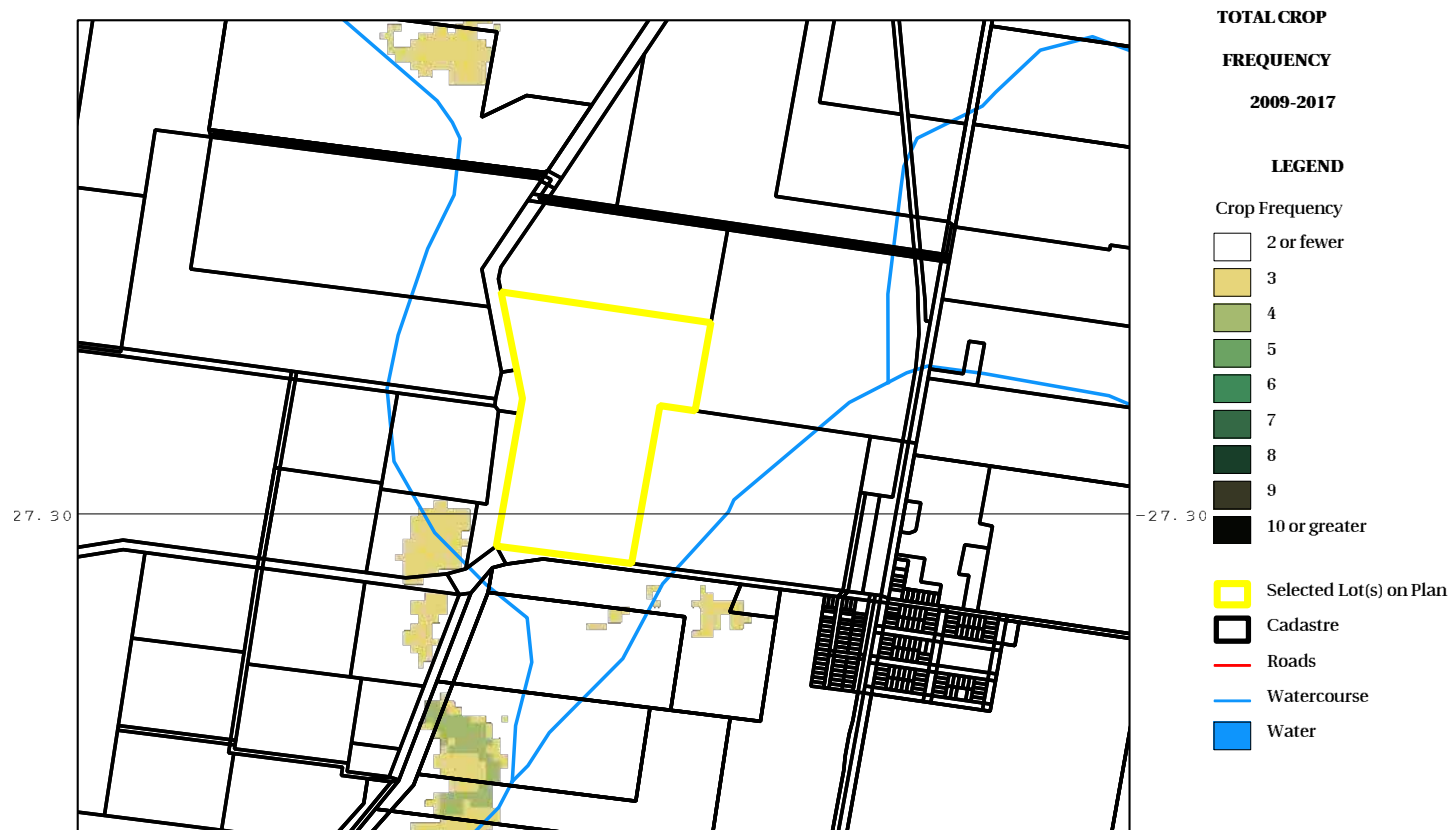 TOTAL CROP
FREQUENCY
2009-2017
LEGEND
Crop Frequency
2 or fewer
3
4
5
6
7
8
9
10 or greater
Selected Lot(s) on Plan
Cadastre
Roads
Watercourse
Water
27.30
-27.30